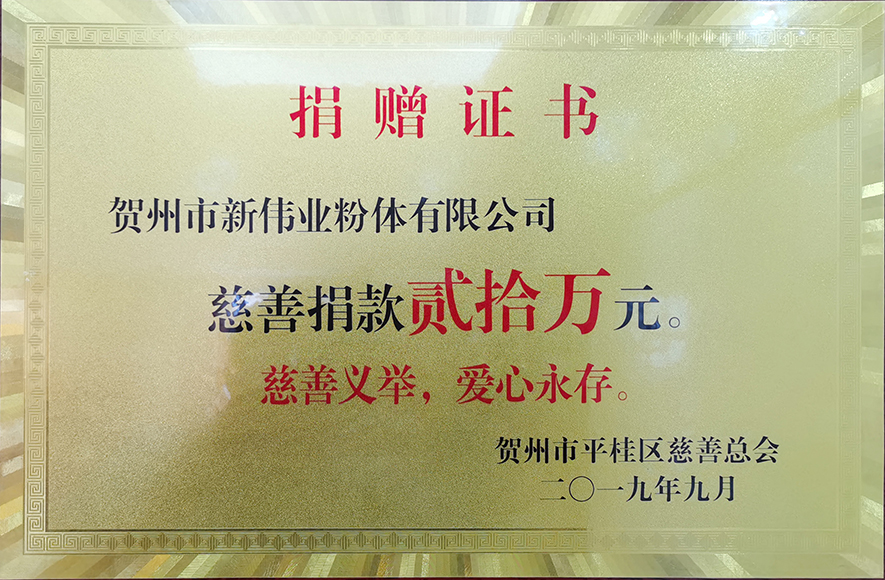 捐赠证书
贺州市新伟业粉体有限公司
慈善捐款贰拾万元。
慈善义举，爱心永存。
贺州市平桂区慈善总会
二〇一九年九月